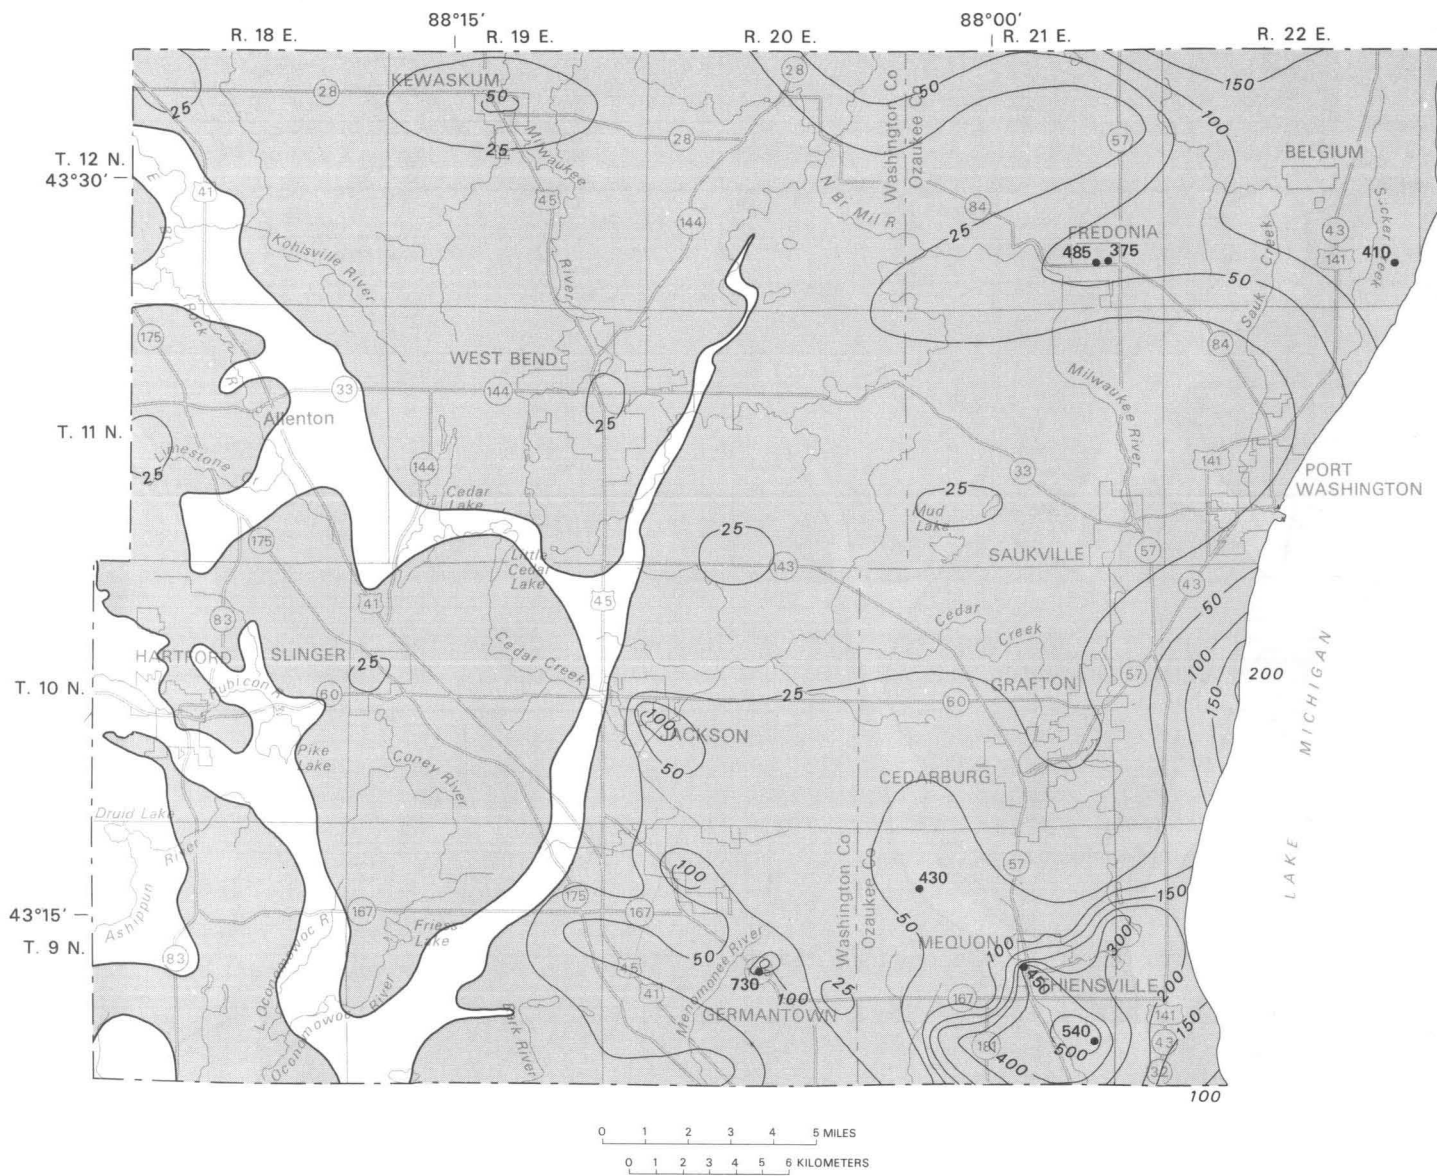 88°15′
88°00′
R. 18 E.
R. 19 E.
R. 20 E.
R. 21 E.
R. 22 E.
28
150
KEWASKUM
50
50
Washington Co
Ozaukee Co
100
28
25
28
25
Milwaukee
57
BELGIUM
T. 12 N.
43°30′
41
45
River
144
N Br Mil R
84
25
FREDONIA
Sucker Creek
43
141
485
375
410
Kohlsville River
50
Sauk Creek
E Br
Rock R
175
WEST BEND
84
33
144
Milwaukee River
25
Allenton
T. 11 N.
25
Limestone Cr
144
33
141
PORT
WASHINGTON
Cedar
Lake
25
Mud
Lake
25
175
SAUKVILLE
57
Little
Cedar
Lake
143
43
41
45
50
83
Cedar
Creek
HARTFORD
SLINGER
25
Cedar Creek
100
T. 10 N.
Rubicon R
60
25
GRAFTON
57
60
150
200
LAKE MICHIGAN
100
JACKSON
50
Pike
Lake
Coney River
CEDARBURG
Druid Lake
River
Ashippun
100
57
430
150
43°15′
T. 9 N.
167
175
167
Friess
Lake
L Oconomowoc R
Oconomowoc River
83
50
50
MEQUON
100
300
45
41
Menomonee River
730
100
25
450
THIENSVILLE
200
GERMANTOWN
167
141
150
Bark River
181
540
500
400
43
32
100
0 1 2 3 4 5 MILES
0 1 2 3 4 5 6 KILOMETERS